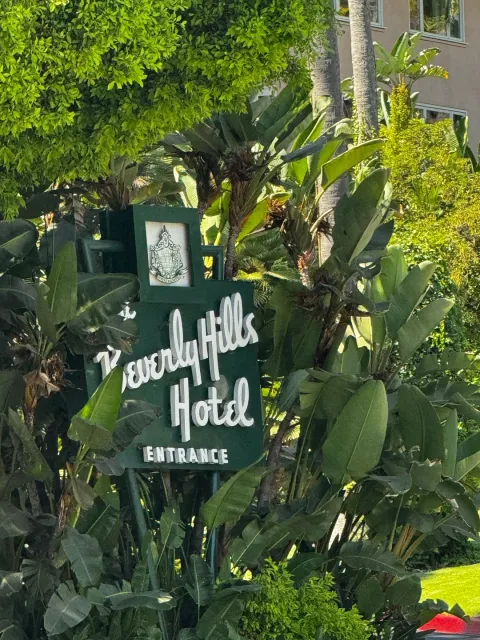 the
Beverly Hills
Hotel
ENTRANCE